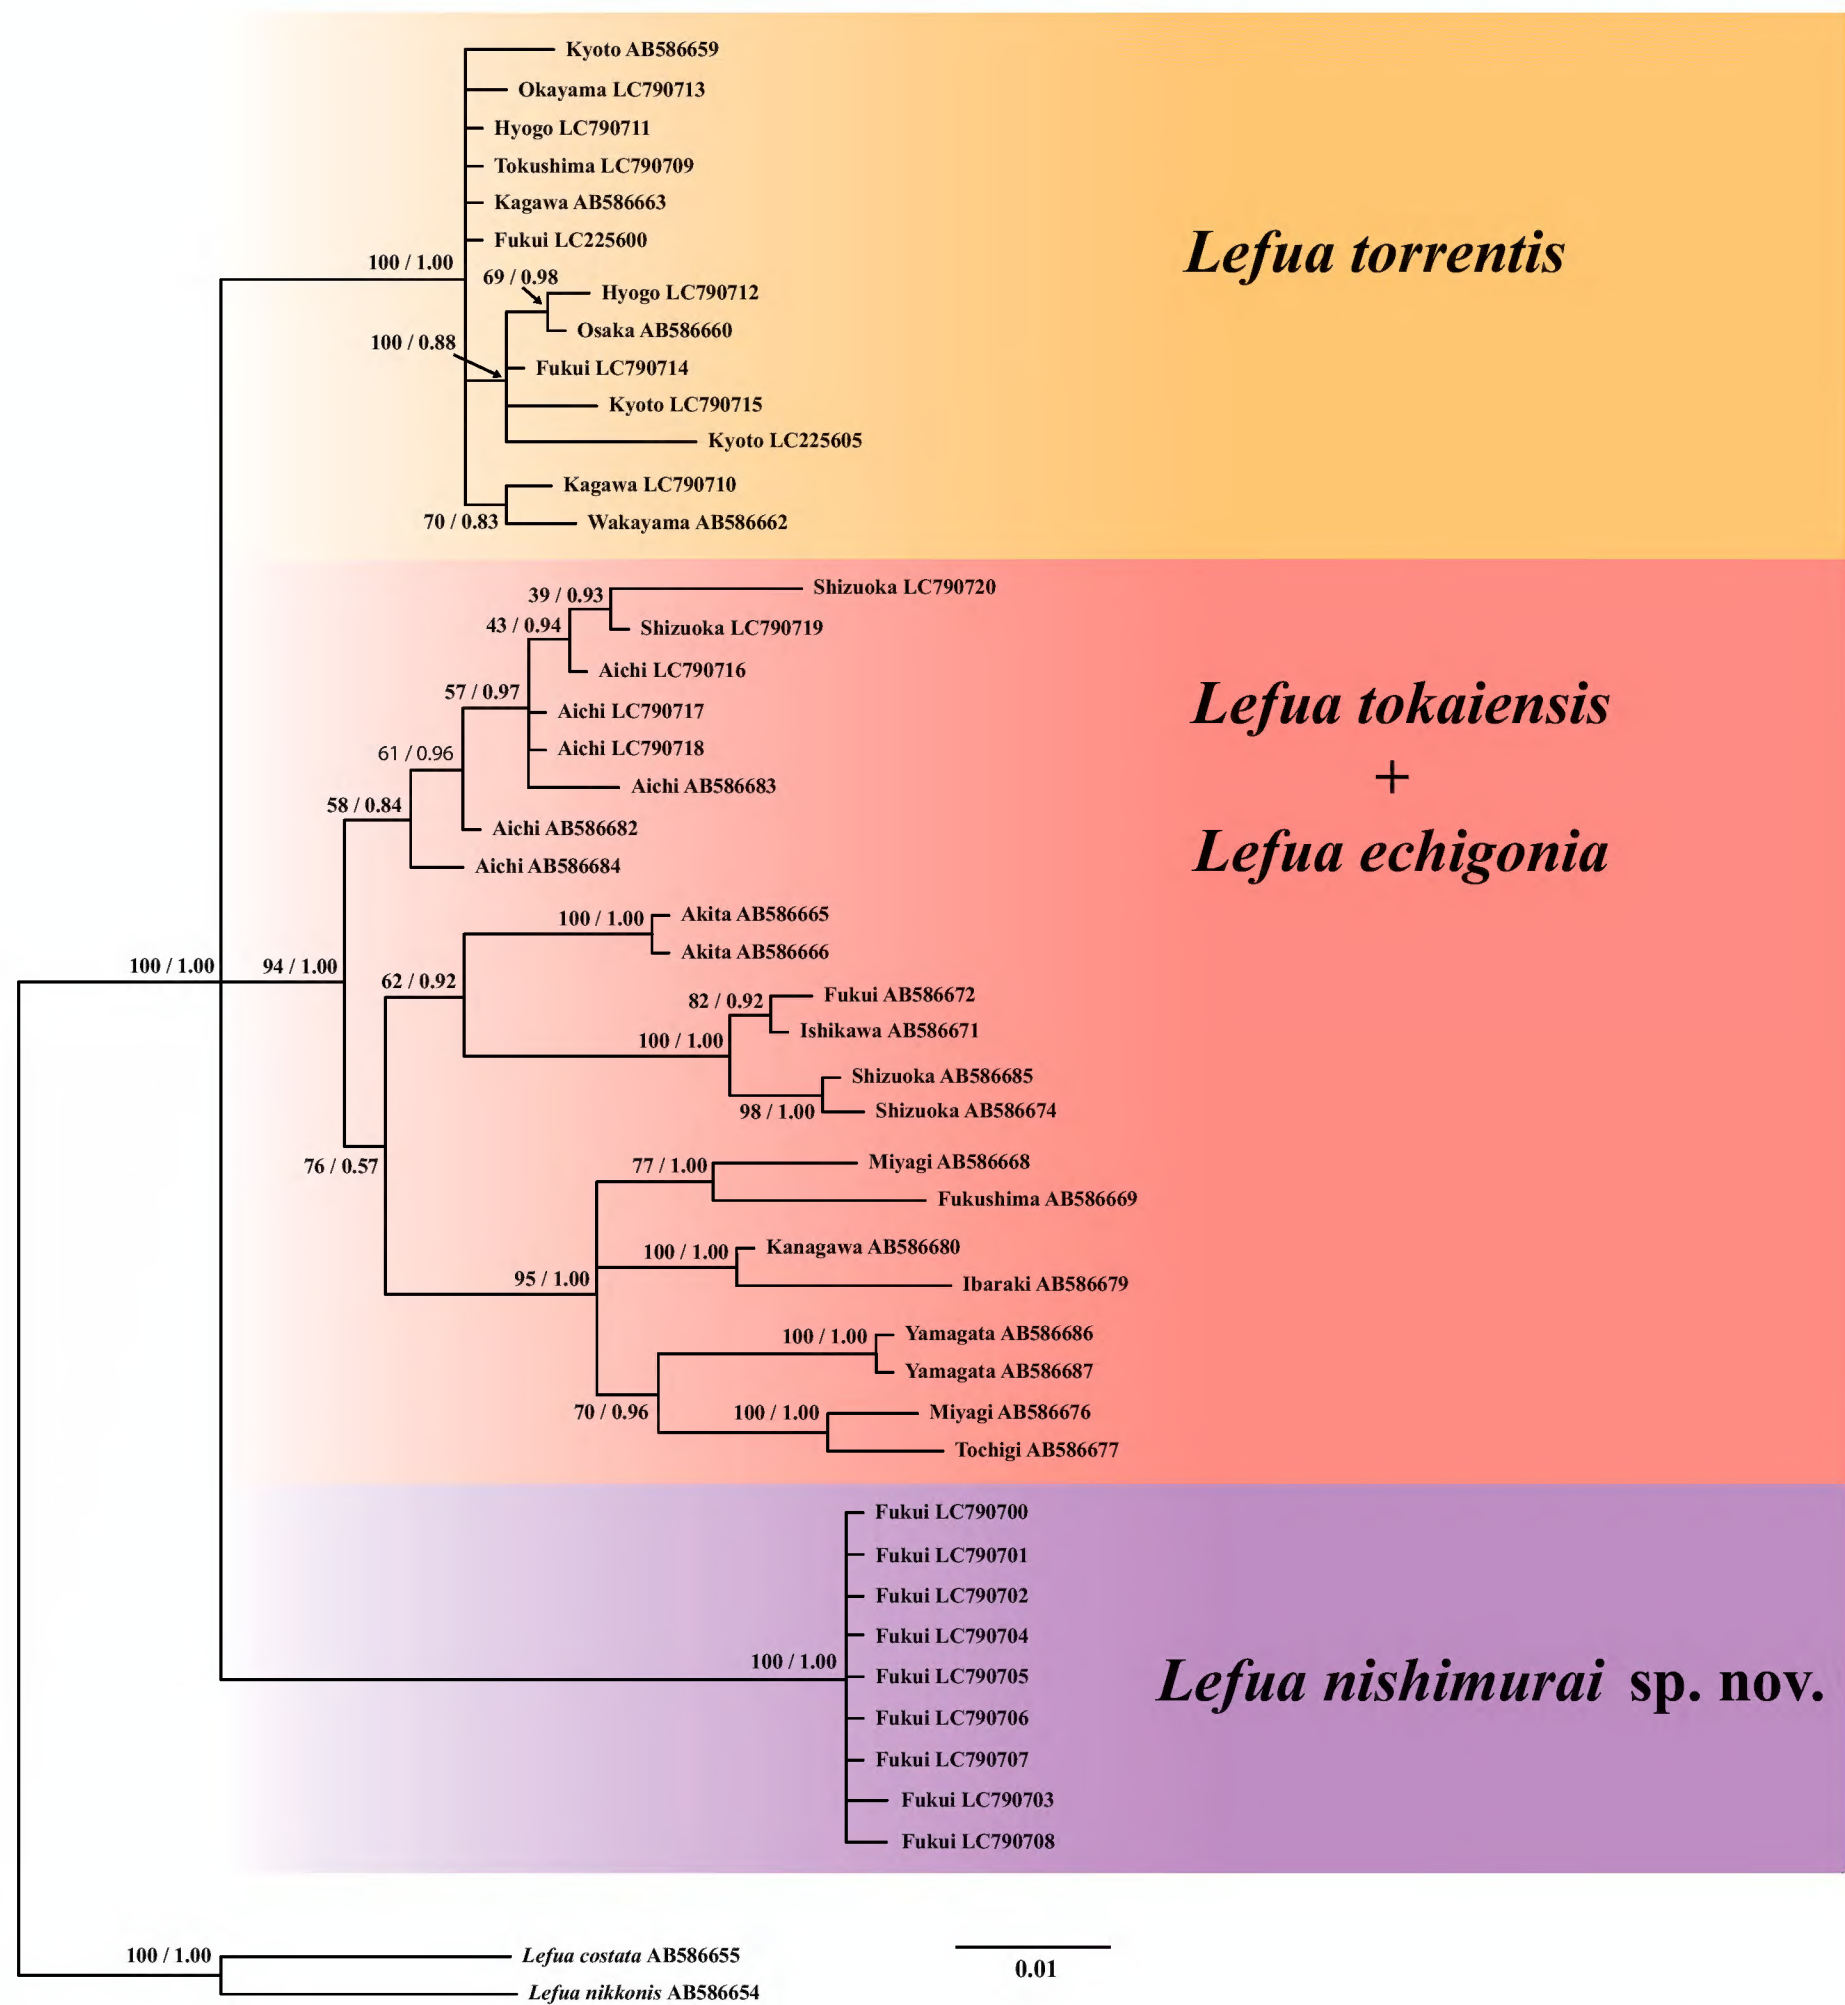 Kyoto AB586659
Okayama LC790713
Hyogo LC790711
Tokushima LC790709
Kagawa AB586663
Fukui LC225600
100 / 1.00
69 / 0.98
Hyogo LC790712
Osaka AB586660
100 / 0.88
Fukui LC790714
Kyoto LC790715
Kyoto LC225605
Kagawa LC790710
70 / 0.83
Wakayama AB586662
Lefua torrentis
39 / 0.93
Shizuoka LC790720
43 / 0.94
Shizuoka LC790719
Aichi LC790716
57 / 0.97
Aichi LC790717
Aichi LC790718
61 / 0.96
Aichi AB586683
58 / 0.84
Aichi AB586682
Aichi AB586684
Lefua tokaiensis
+
Lefua echigonia
100 / 1.00
Akita AB586665
Akita AB586666
100 / 1.00
94 / 1.00
62 / 0.92
82 / 0.92
Fukui AB586672
Ishikawa AB586671
100 / 1.00
Shizuoka AB586685
98 / 1.00
Shizuoka AB586674
76 / 0.57
77 / 1.00
Miyagi AB586668
Fukushima AB586669
100 / 1.00
Kanagawa AB586680
95 / 1.00
Ibaraki AB586679
100 / 1.00
Yamagata AB586686
Yamagata AB586687
70 / 0.96
100 / 1.00
Miyagi AB586676
Tochigi AB586677
Fukui LC790700
Fukui LC790701
Fukui LC790702
Fukui LC790704
100 / 1.00
Fukui LC790705
Fukui LC790706
Fukui LC790707
Fukui LC790703
Fukui LC790708
Lefua nishimurai sp. nov.
100 / 1.00
Lefua costata AB586655
Lefua nikkonis AB586654
0.01